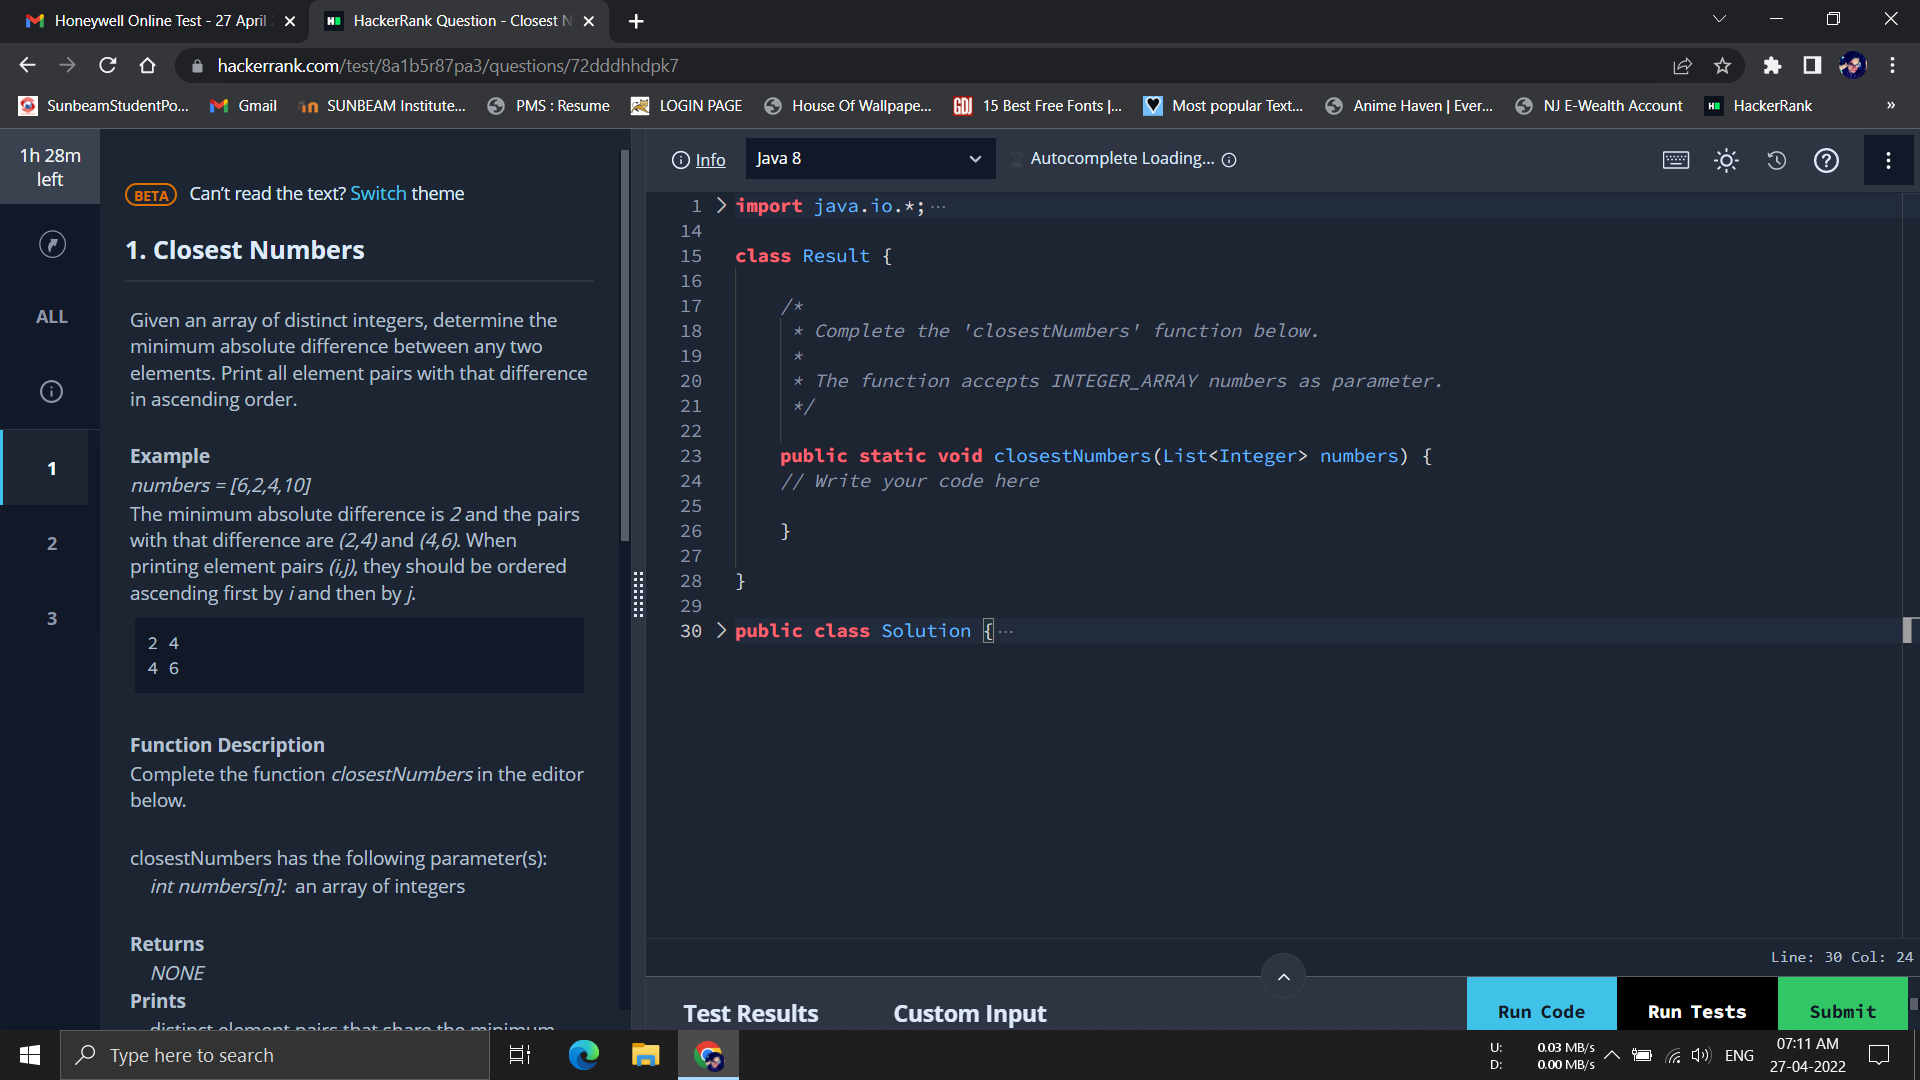 Honeywell Online Test - 27 April
HackerRank Question - Closest N
hackerrank.com/test/8a1b5r87pa3/questions/72dddhhdpk7
SunbeamStudentPo...
Gmail
SUNBEAM Institute...
PMS : Resume
LOGIN PAGE
House Of Wallpape...
15 Best Free Fonts |...
Most popular Text...
Anime Haven | Ever...
NJ E-Wealth Account
HackerRank
»
1h 28m
left
ALL
1
2
3
BETA Can't read the text? Switch theme
1. Closest Numbers
Given an array of distinct integers, determine the
minimum absolute difference between any two
elements. Print all element pairs with that difference
in ascending order.
Example
numbers = [6,2,4,10]
The minimum absolute difference is 2 and the pairs
with that difference are (2,4) and (4,6). When
printing element pairs (i,j), they should be ordered
ascending first by i and then by j.
2 4
4 6
Function Description
Complete the function closestNumbers in the editor
below.
closestNumbers has the following parameter(s):
int numbers[n]: an array of integers
Returns
NONE
Prints
distinct element pairs that share the minimum
Info
Java 8
Autocomplete Loading...
1 import java.io.*; ...
14
15 class Result {
16
17 /*
18 * Complete the 'closestNumbers' function below.
19 *
20 * The function accepts INTEGER_ARRAY numbers as parameter.
21 */
22
23 public static void closestNumbers(List<Integer> numbers) {
24 // Write your code here
25
26 }
27
28 }
29
30 public class Solution { ...
Line: 30 Col: 24
Test Results
Custom Input
Run Code
Run Tests
Submit
Type here to search
U: 0.03 MB/s
D: 0.00 MB/s
ENG
07:11 AM
27-04-2022